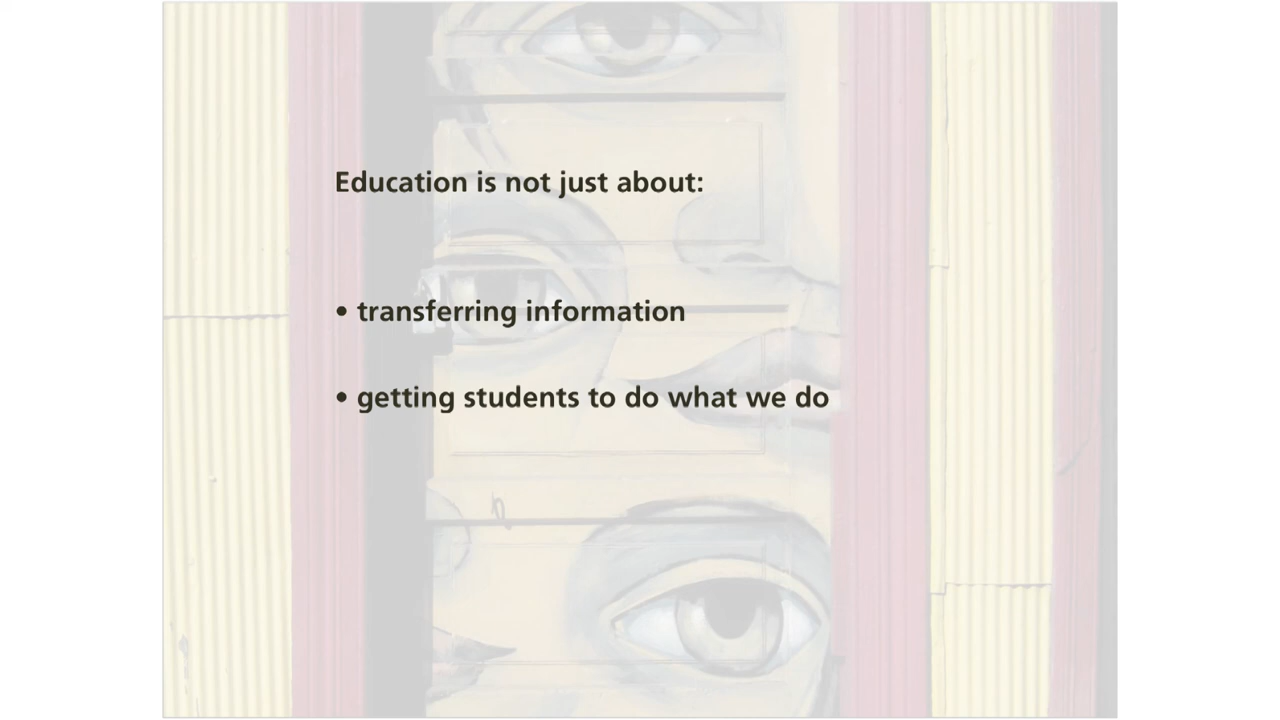 Education is not just about:
• transferring information
• getting students to do what we do